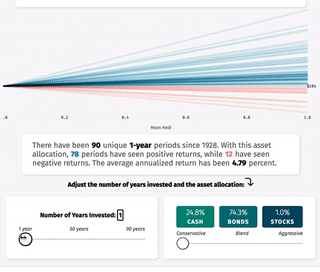 $10k
.0 0.2 0.4 0.6 0.8 1.0
Years Held
There have been 90 unique 1-year periods since 1928. With this asset
allocation, 78 periods have seen positive returns, while 12 have seen
negative returns. The average annualized return has been 4.79 percent.
Adjust the number of years invested and the asset allocation:
Number of Years Invested: 1
1 year 50 years 90 years
24.8% 74.3% 1.0%
CASH BONDS STOCKS
Conservative Blend Aggressive